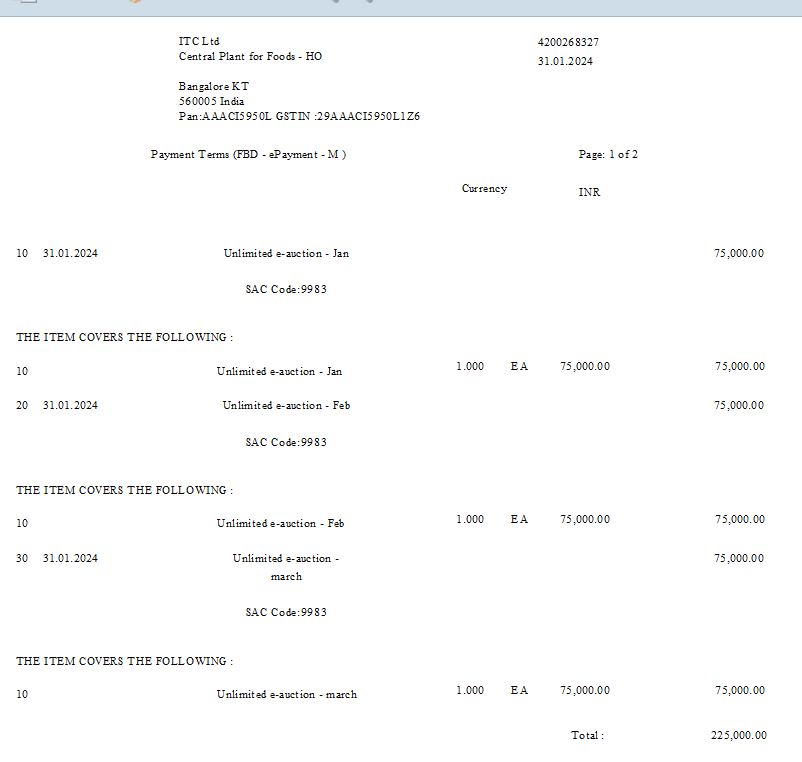 ITC Ltd 4200268327
Central Plant for Foods - HO 31.01.2024
Bangalore KT
560005 India
Pan:AAACI5950L GSTIN :29AAACI5950L1Z6
Payment Terms (FBD - ePayment - M ) Page: 1 of 2
Currency INR
10 31.01.2024 Unlimited e-auction - Jan 75,000.00
SAC Code:9983
THE ITEM COVERS THE FOLLOWING :
10 Unlimited e-auction - Jan 1.000 EA 75,000.00 75,000.00
20 31.01.2024 Unlimited e-auction - Feb 75,000.00
SAC Code:9983
THE ITEM COVERS THE FOLLOWING :
10 Unlimited e-auction - Feb 1.000 EA 75,000.00 75,000.00
30 31.01.2024 Unlimited e-auction - 75,000.00
march
SAC Code:9983
THE ITEM COVERS THE FOLLOWING :
10 Unlimited e-auction - march 1.000 EA 75,000.00 75,000.00
Total : 225,000.00